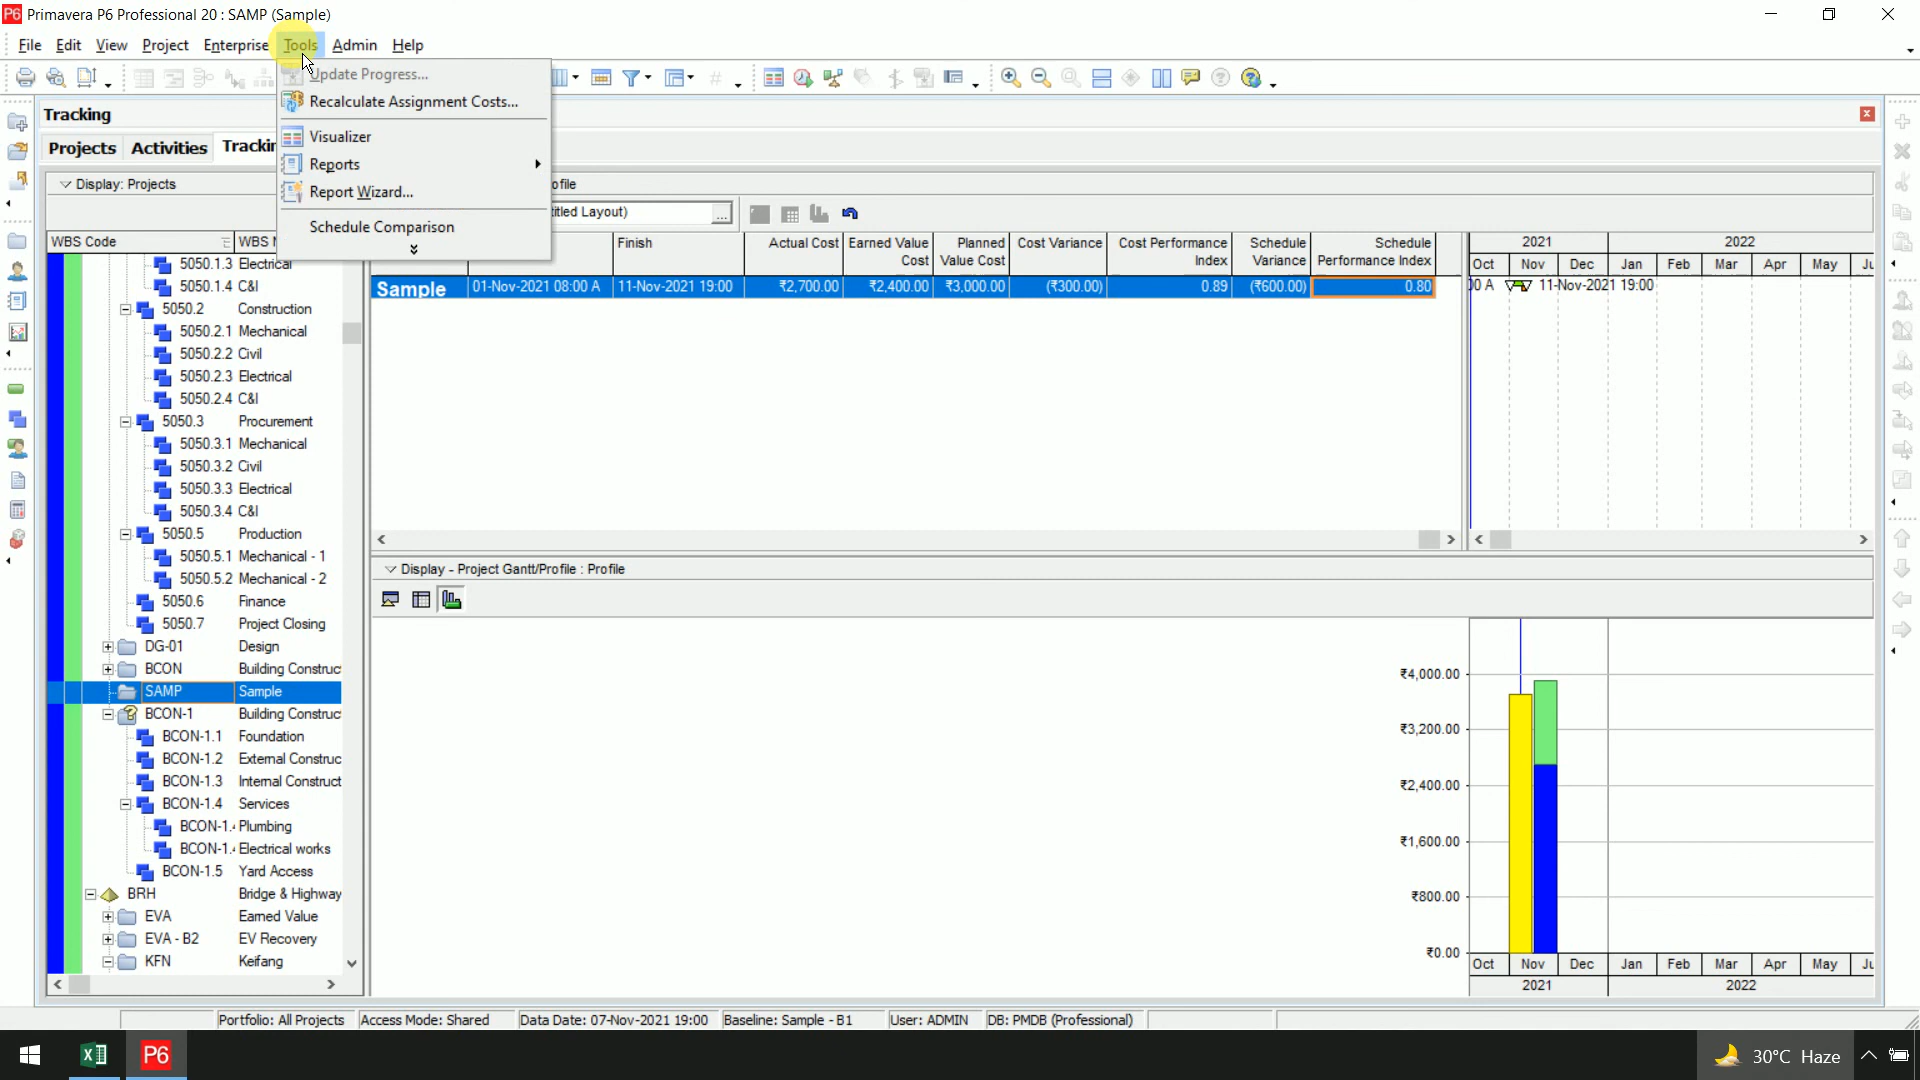 P6 Primavera P6 Professional 20 : SAMP (Sample)
File Edit View Project Enterprise Tools Admin Help
Update Progress...
Recalculate Assignment Costs...
Visualizer
Reports
Report Wizard...
Schedule Comparison
Tracking
Projects Activities Trackin
Display: Projects
ofile
titled Layout) ...
WBS Code WBS N
5050.1.3 Electrical
5050.1.4 C&I
5050.2 Construction
5050.2.1 Mechanical
5050.2.2 Civil
5050.2.3 Electrical
5050.2.4 C&I
5050.3 Procurement
5050.3.1 Mechanical
5050.3.2 Civil
5050.3.3 Electrical
5050.3.4 C&I
5050.5 Production
5050.5.1 Mechanical - 1
5050.5.2 Mechanical - 2
5050.6 Finance
5050.7 Project Closing
DG-01 Design
BCON Building Construc
SAMP Sample
BCON-1 Building Construc
BCON-1.1 Foundation
BCON-1.2 External Construc
BCON-1.3 Internal Construct
BCON-1.4 Services
BCON-1.4 Plumbing
BCON-1.4 Electrical works
BCON-1.5 Yard Access
BRH Bridge & Highway
EVA Earned Value
EVA - B2 EV Recovery
KFN Keifang
Finish Actual Cost Earned Value Cost Planned Value Cost Cost Variance Cost Performance Index Schedule Variance Schedule Performance Index
Sample 01-Nov-2021 08:00 A 11-Nov-2021 19:00 ₹2,700.00 ₹2,400.00 ₹3,000.00 (₹300.00) 0.89 (₹600.00) 0.80
2021 2022
Oct Nov Dec Jan Feb Mar Apr May Ju
00 A 11-Nov-2021 19:00
Display - Project Gantt/Profile : Profile
₹4,000.00
₹3,200.00
₹2,400.00
₹1,600.00
₹800.00
₹0.00
Oct Nov Dec Jan Feb Mar Apr May Ju
2021 2022
Portfolio: All Projects Access Mode: Shared Data Date: 07-Nov-2021 19:00 Baseline: Sample - B1 User: ADMIN DB: PMDB (Professional)
P6 30°C Haze